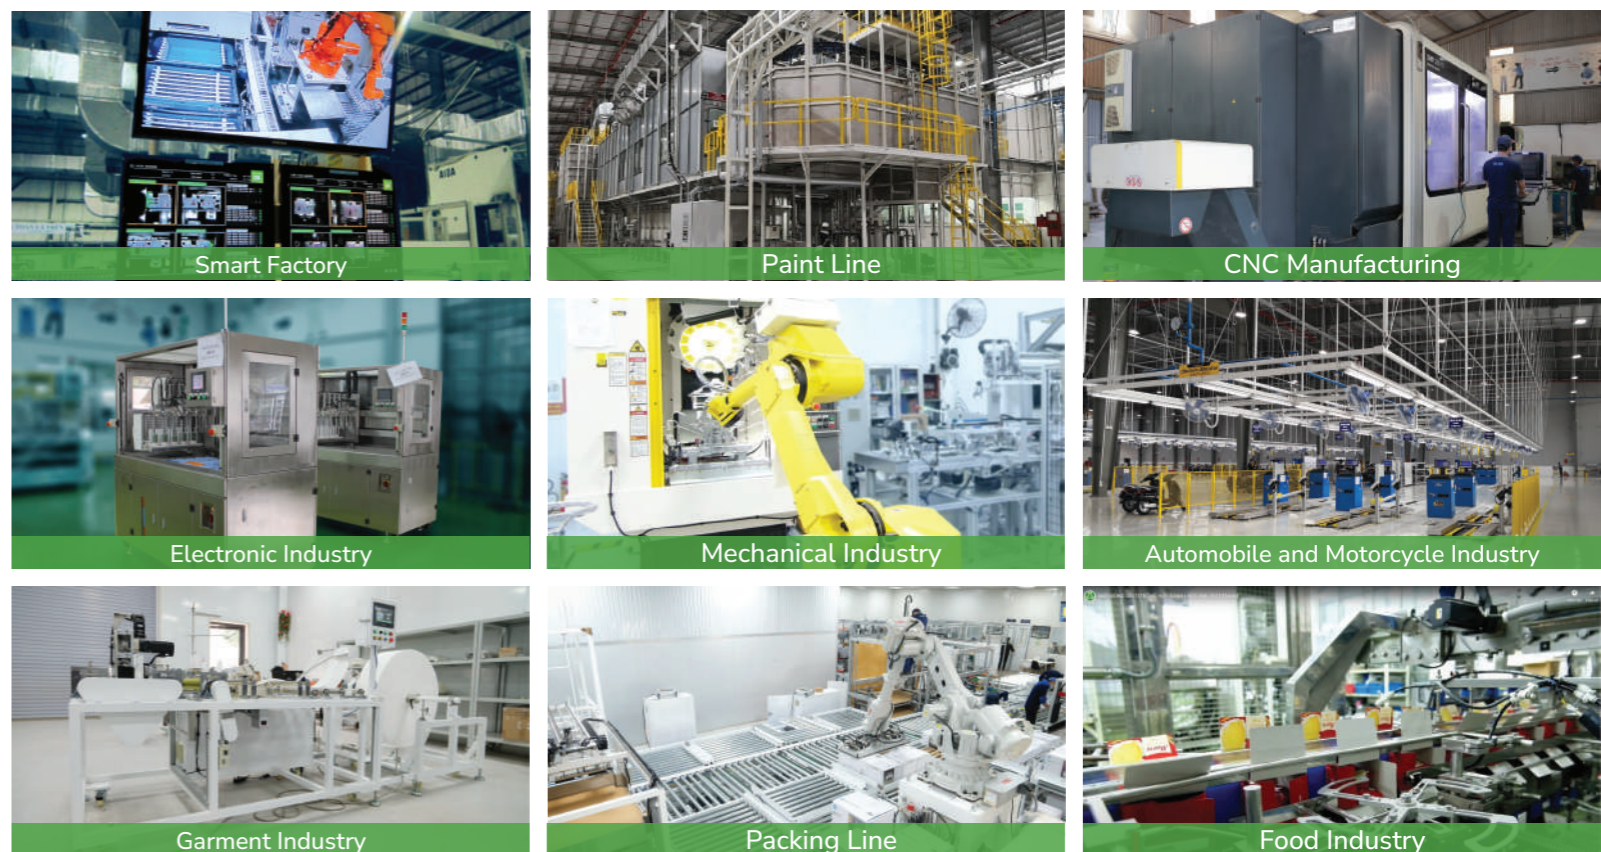 AIDA
Smart Factory
Paint Line
CNC Manufacturing
Electronic Industry
Mechanical Industry
Automobile and Motorcycle Industry
Garment Industry
Packing Line
Food Industry